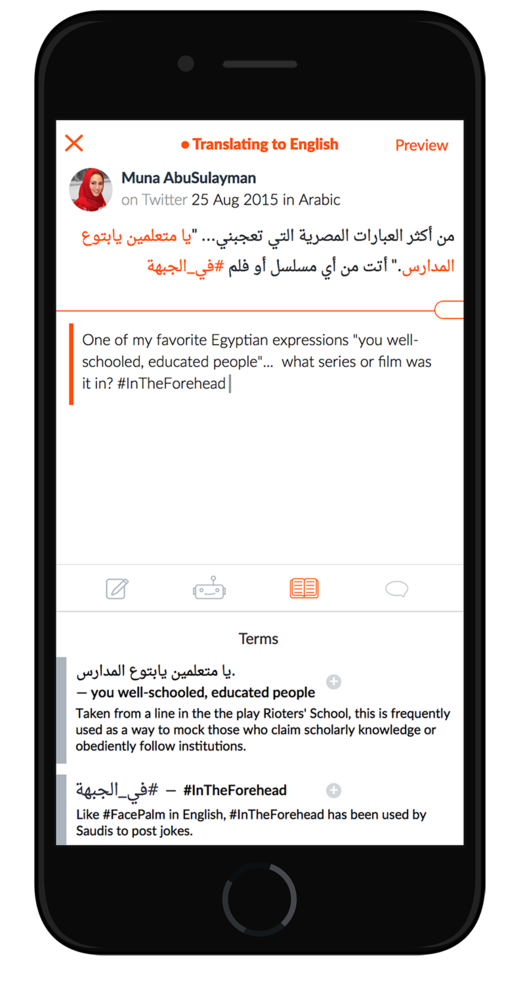 Translating to English
Preview
Muna AbuSulayman
on Twitter 25 Aug 2015 in Arabic
من أكثر العبارات المصرية التي تعجبني... "يا متعلمين يابتوع
المدارس." أتت من أي مسلسل أو فلم #في_الجبهة
One of my favorite Egyptian expressions "you well-
schooled, educated people"... what series or film was
it in? #InTheForehead
Terms
يا متعلمين يابتوع المدارس.
— you well-schooled, educated people
Taken from a line in the the play Rioters' School, this is frequently
used as a way to mock those who claim scholarly knowledge or
obediently follow institutions.
#في_الجبهة — #InTheForehead
Like #FacePalm in English, #InTheForehead has been used by
Saudis to post jokes.